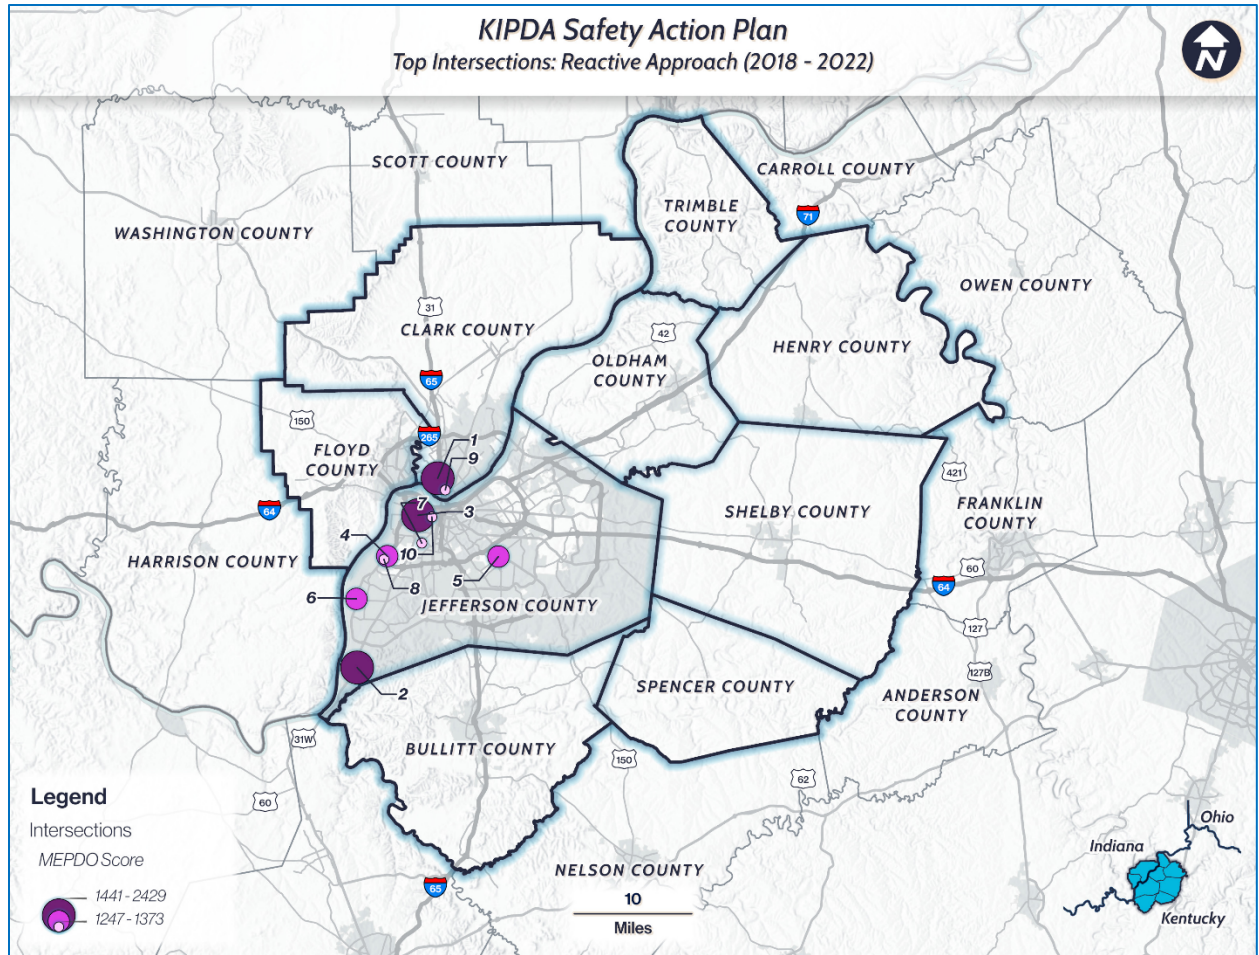 KIPDA Safety Action Plan
Top Intersections: Reactive Approach (2018 - 2022)
N
SCOTT COUNTY
CARROLL COUNTY
TRIMBLE
COUNTY
71
WASHINGTON COUNTY
OWEN COUNTY
31
CLARK COUNTY
42
HENRY COUNTY
OLDHAM
COUNTY
65
150
265
1
9
FLOYD
COUNTY
421
64
7
3
SHELBY COUNTY
FRANKLIN
COUNTY
4
10
HARRISON COUNTY
8
5
60
64
6
JEFFERSON COUNTY
127
127B
2
SPENCER COUNTY
ANDERSON
COUNTY
31W
BULLITT COUNTY
150
62
60
NELSON COUNTY
65
10
Miles
Legend
Intersections
MEPDO Score
1441 - 2429
1247 - 1373
Ohio
Indiana
Kentucky